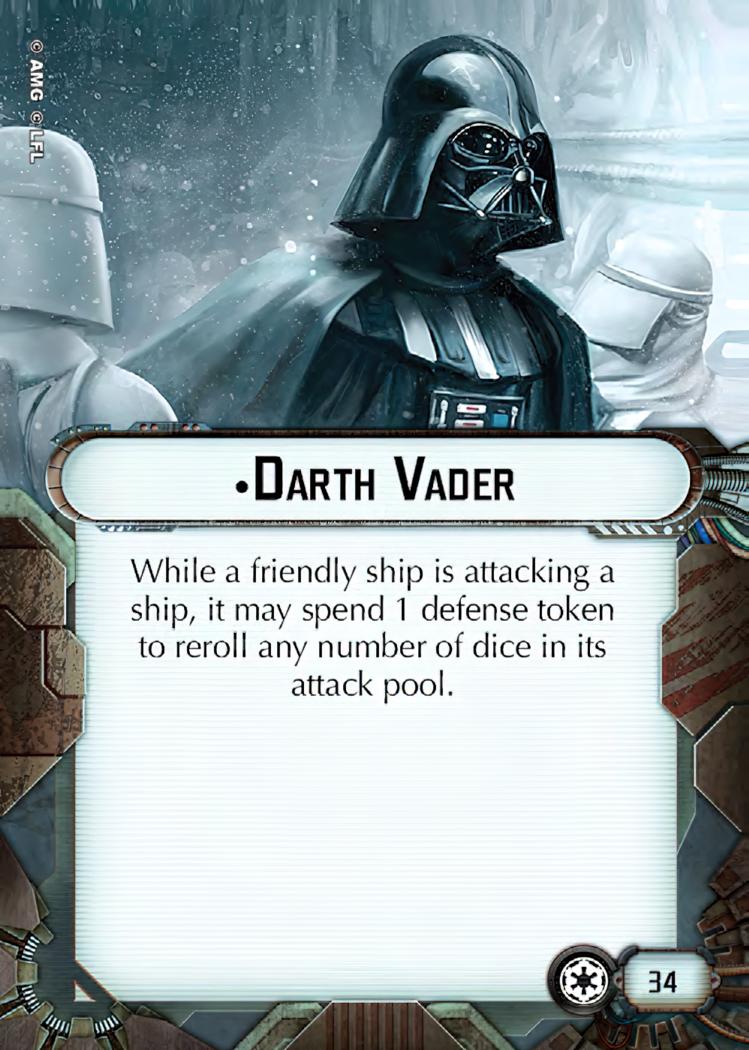 © AMG © LFL
•Darth Vader
While a friendly ship is attacking a
ship, it may spend 1 defense token
to reroll any number of dice in its
attack pool.
34